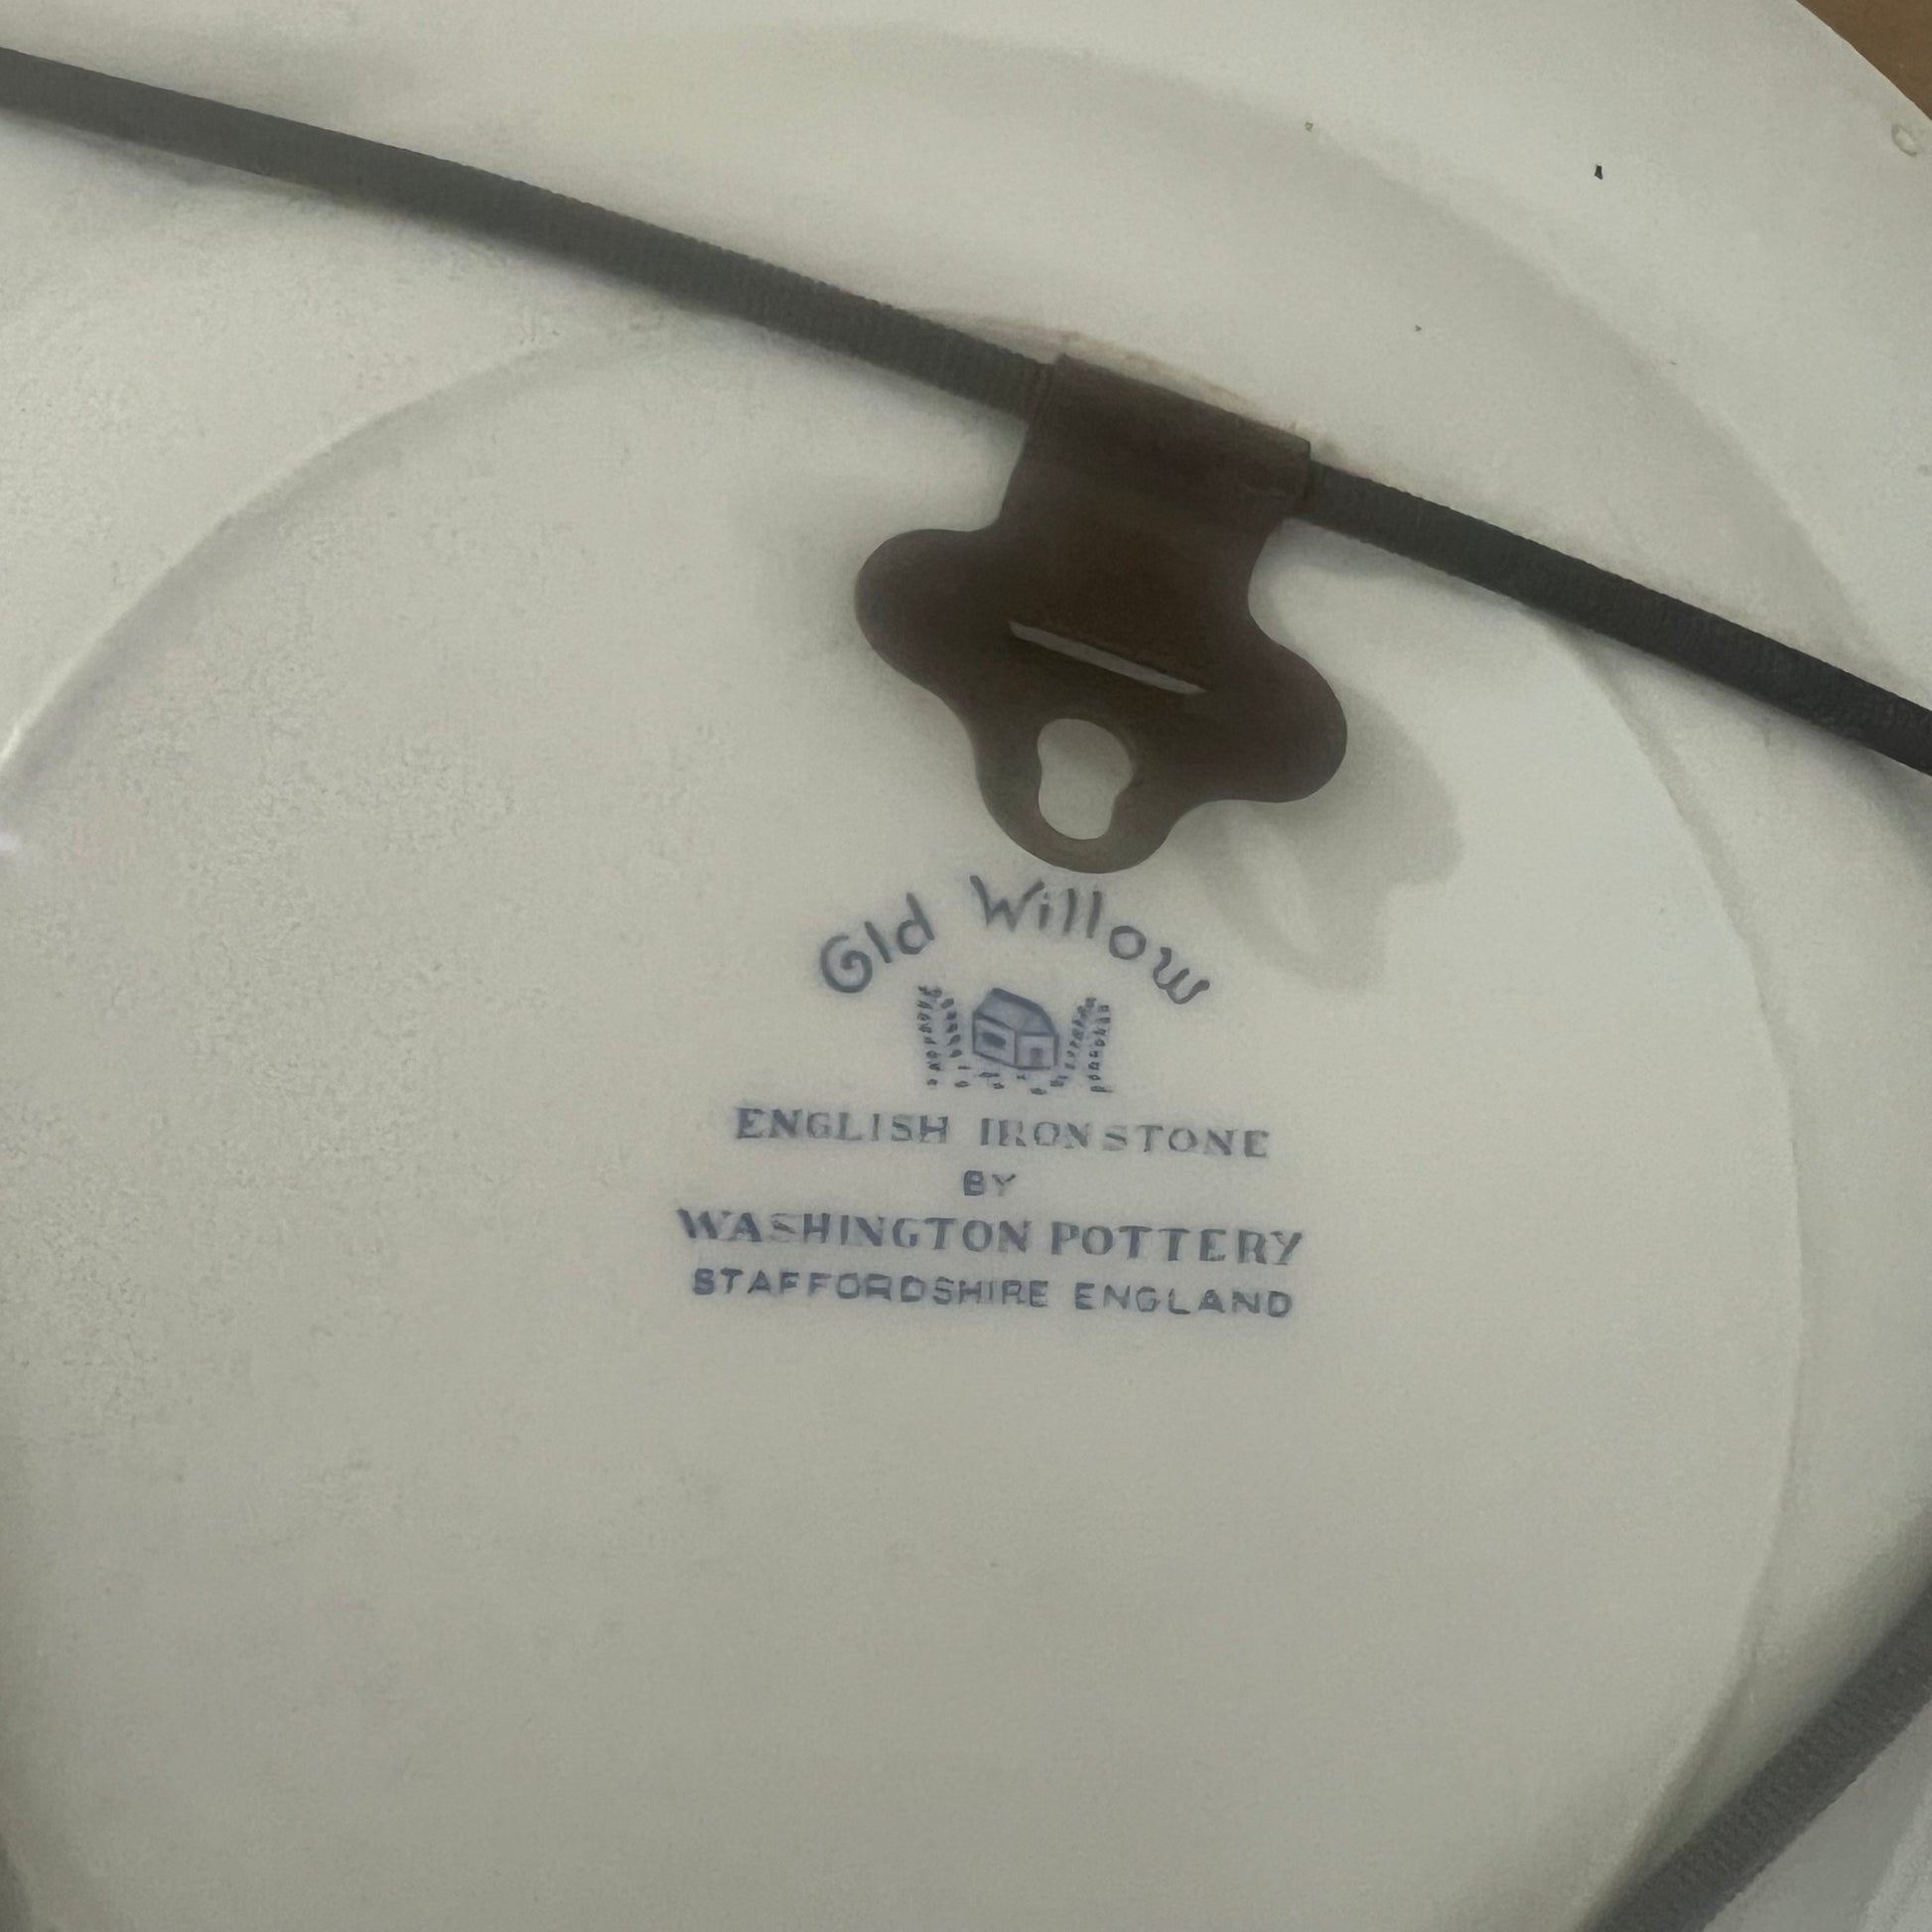 Old Willow
ENGLISH IRONSTONE
BY
WASHINGTON POTTERY
STAFFORDSHIRE ENGLAND